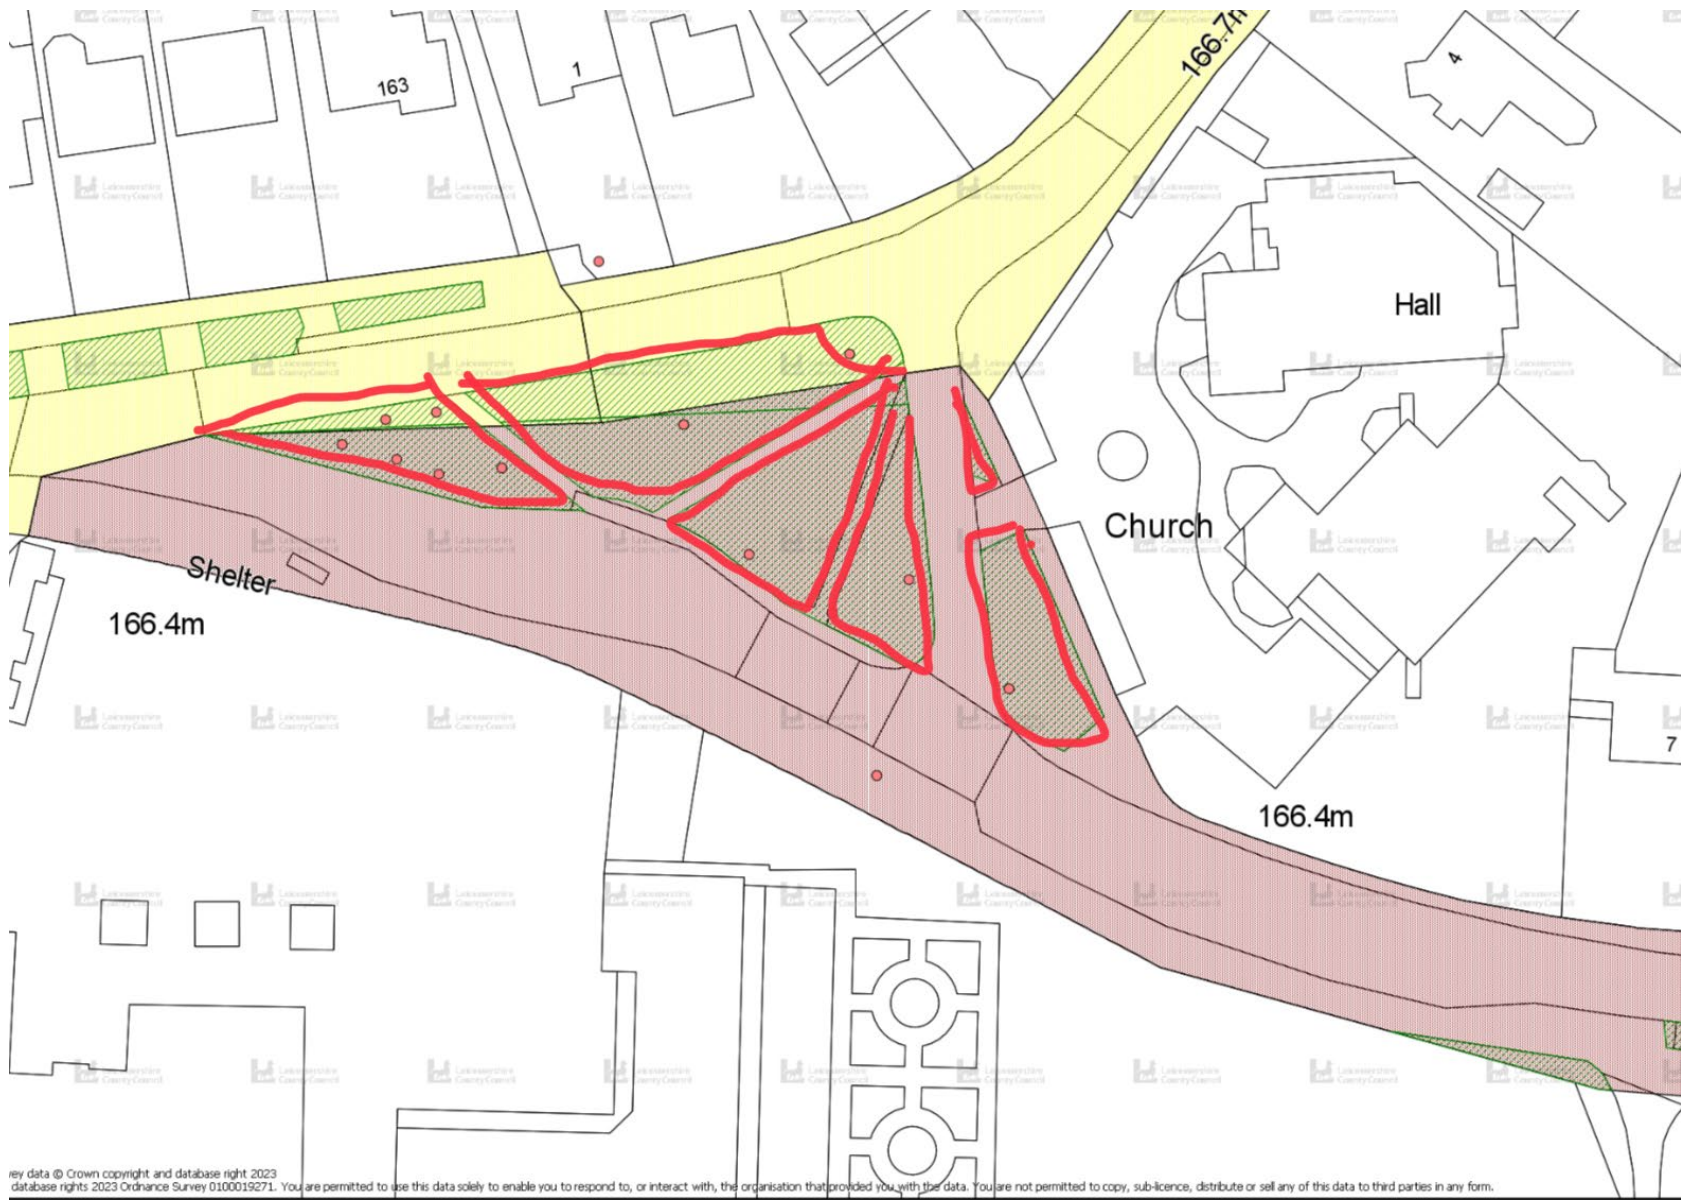 166.7m
4
163
1
Hall
Church
Shelter
166.4m
7
166.4m
Leicestershire
County Council
vey data © Crown copyright and database right 2023
database rights 2023 Ordnance Survey 0100019271. You are permitted to use this data solely to enable you to respond to, or interact with, the organisation that provided you with the data. You are not permitted to copy, sub-licence, distribute or sell any of this data to third parties in any form.